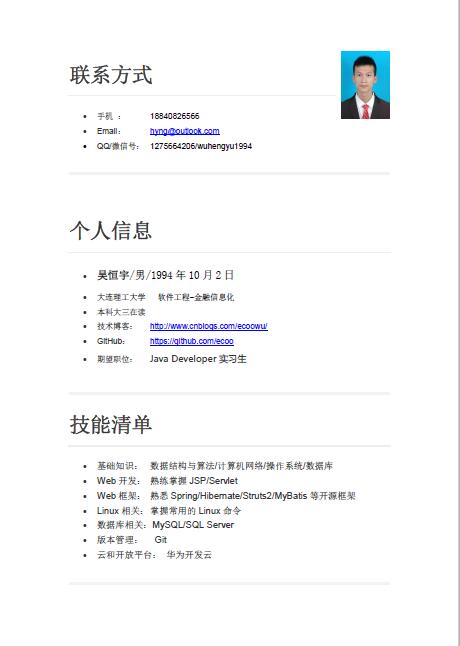 联系方式
• 手机 ： 18840826566
• Email： hyng@outlook.com
• QQ/微信号： 1275664206/wuhengyu1994
个人信息
• 吴恒宇/男/1994 年 10 月 2 日
• 大连理工大学 软件工程-金融信息化
• 本科大三在读
• 技术博客： http://www.cnblogs.com/ecoowu/
• GitHub： https://github.com/ecoo
• 期望职位： Java Developer 实习生
技能清单
• 基础知识： 数据结构与算法/计算机网络/操作系统/数据库
• Web 开发： 熟练掌握 JSP/Servlet
• Web 框架： 熟悉 Spring/Hibernate/Struts2/MyBatis 等开源框架
• Linux 相关： 掌握常用的 Linux 命令
• 数据库相关： MySQL/SQL Server
• 版本管理： Git
• 云和开放平台： 华为开发云